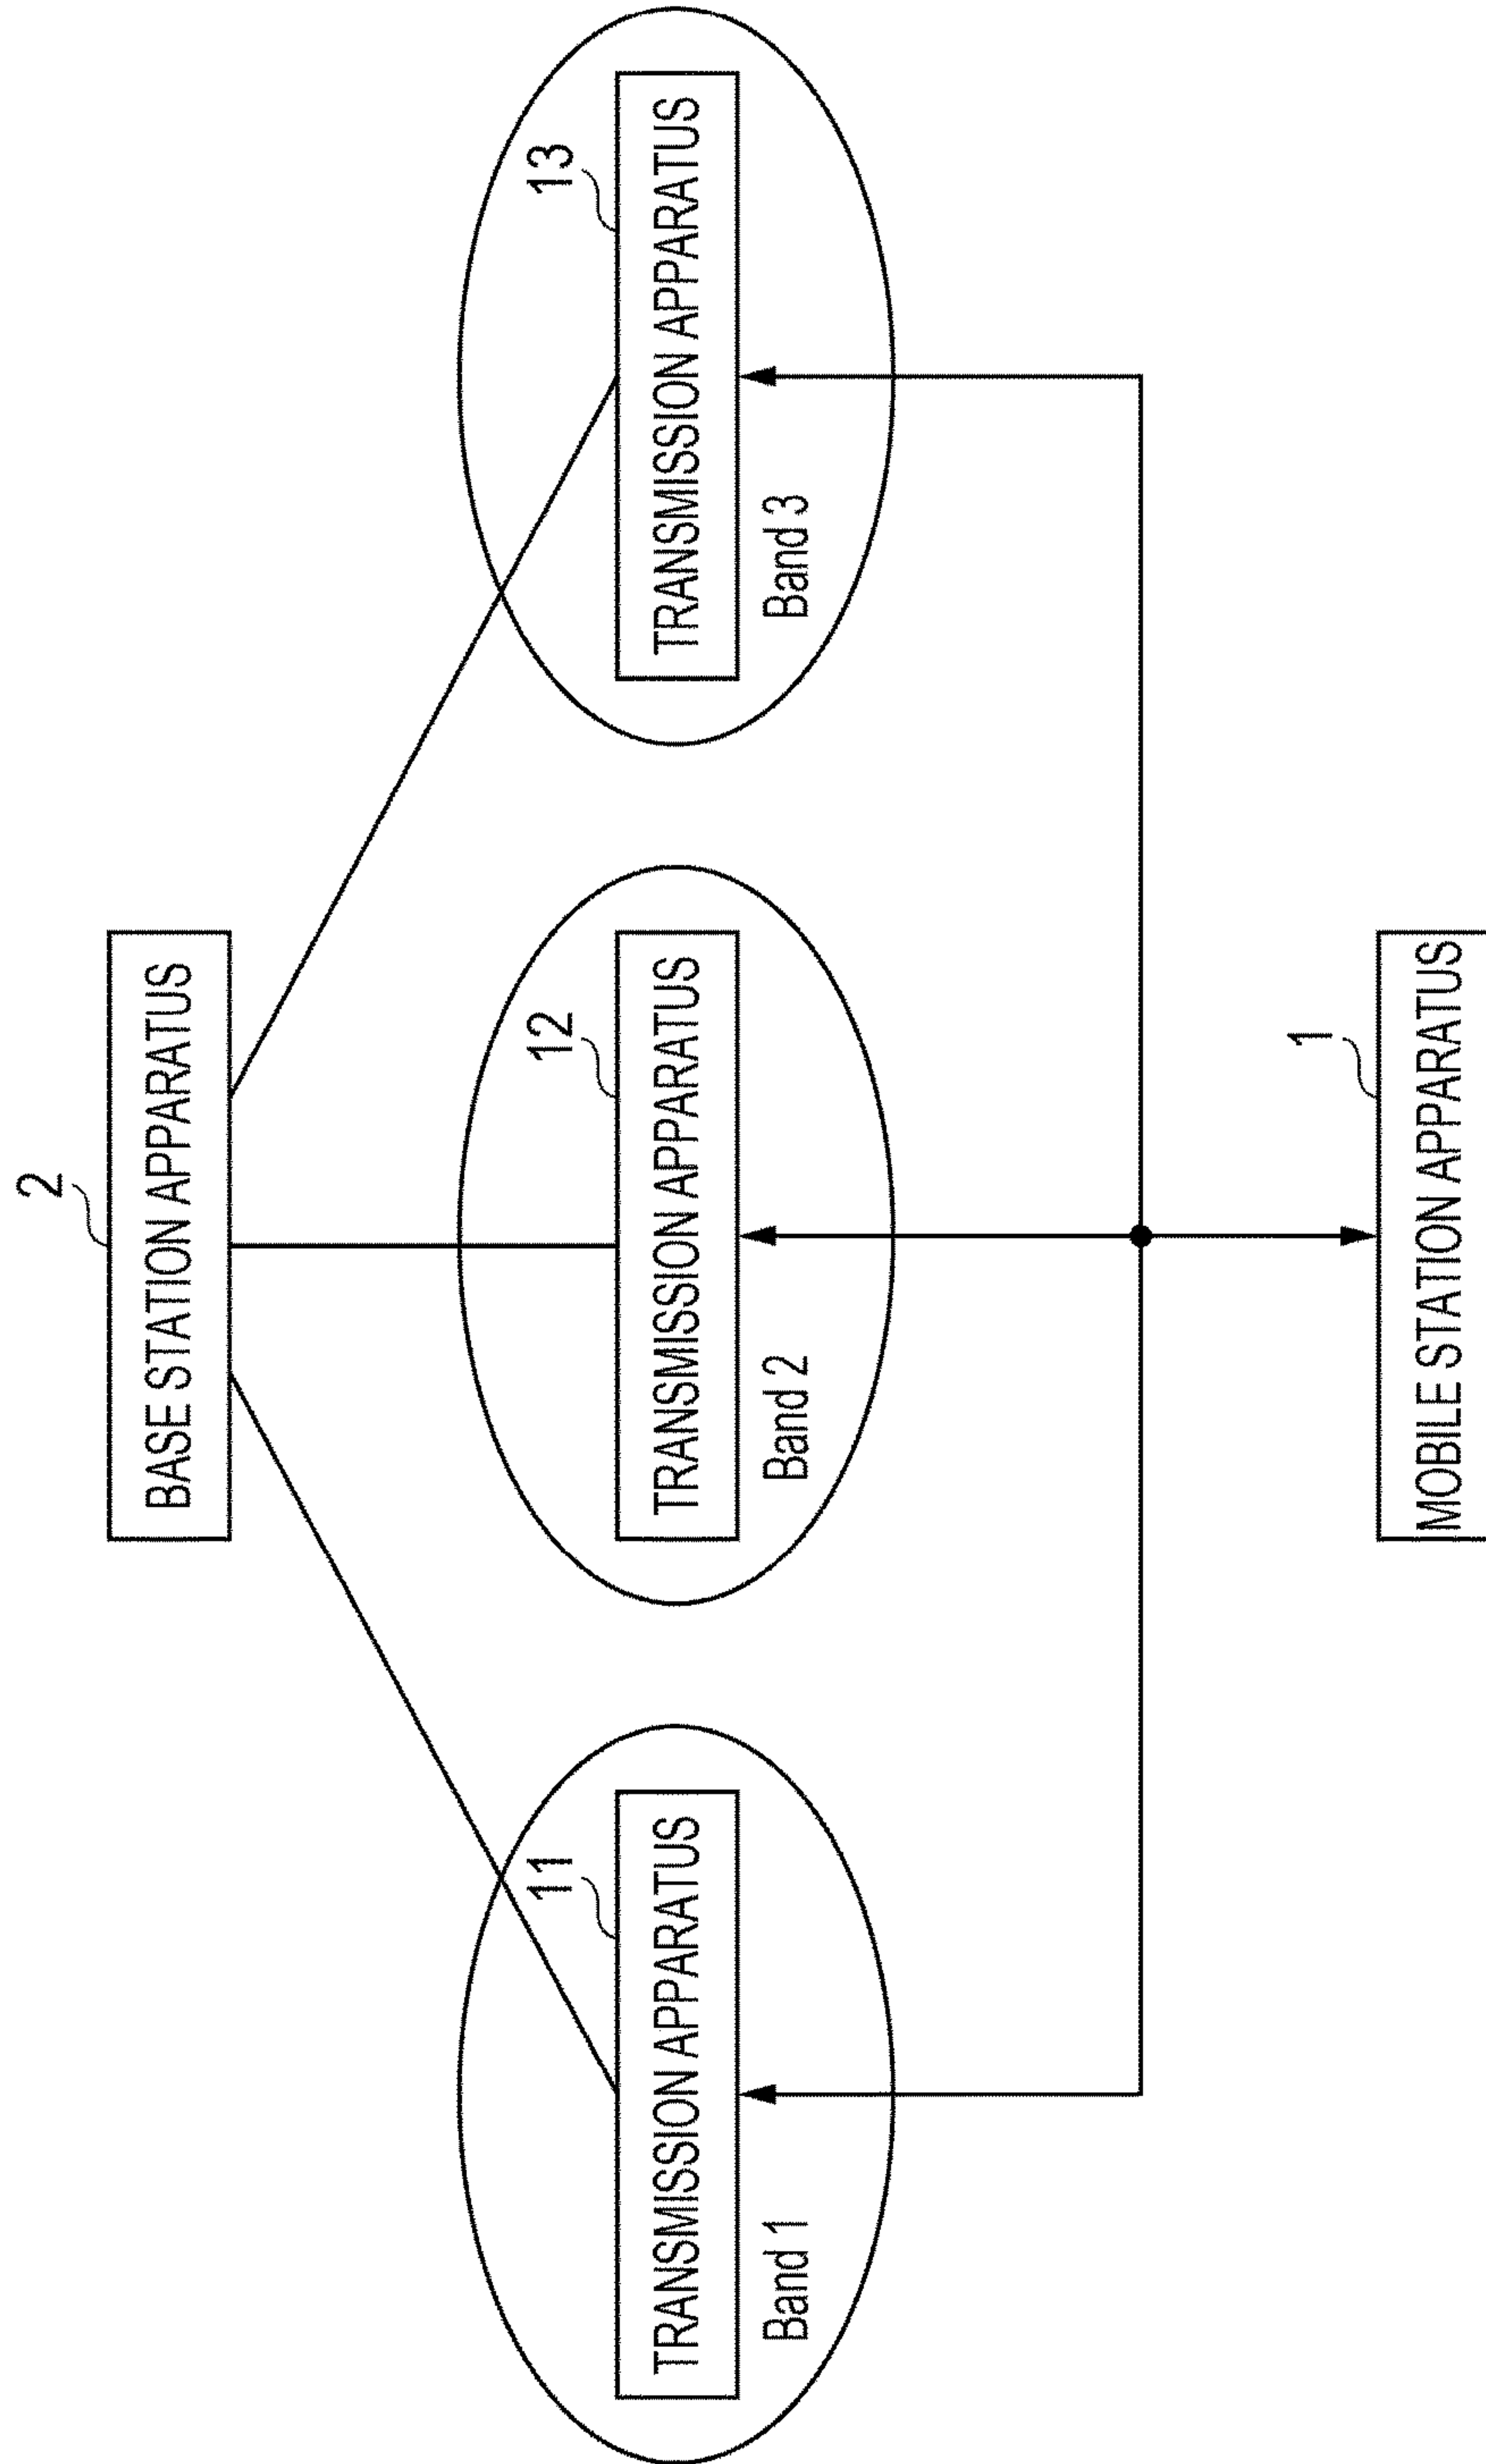 2
BASE STATION APPARATUS
11
TRANSMISSION APPARATUS
Band 1
12
TRANSMISSION APPARATUS
Band 2
13
TRANSMISSION APPARATUS
Band 3
1
MOBILE STATION APPARATUS